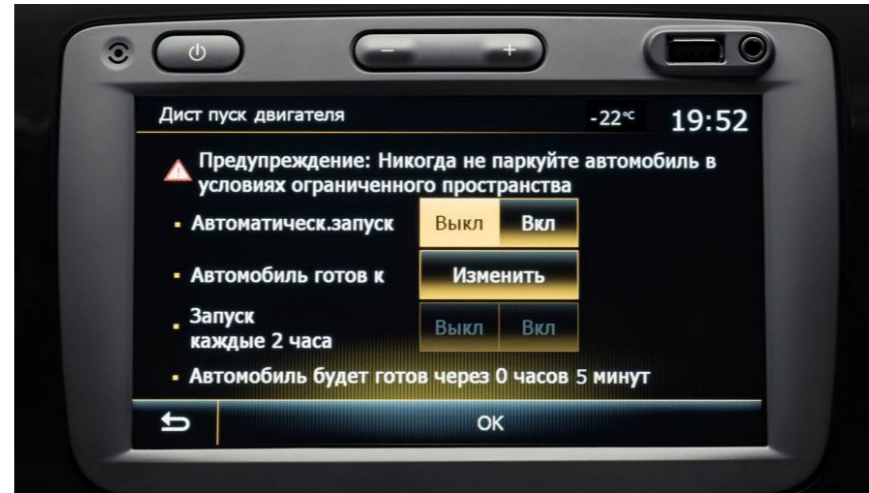 Дист пуск двигателя -22°C 19:52
Предупреждение: Никогда не паркуйте автомобиль в
условиях ограниченного пространства
Автоматическ.запуск Выкл Вкл
Автомобиль готов к Изменить
Запуск
каждые 2 часа Выкл Вкл
Автомобиль будет готов через 0 часов 5 минут
OK